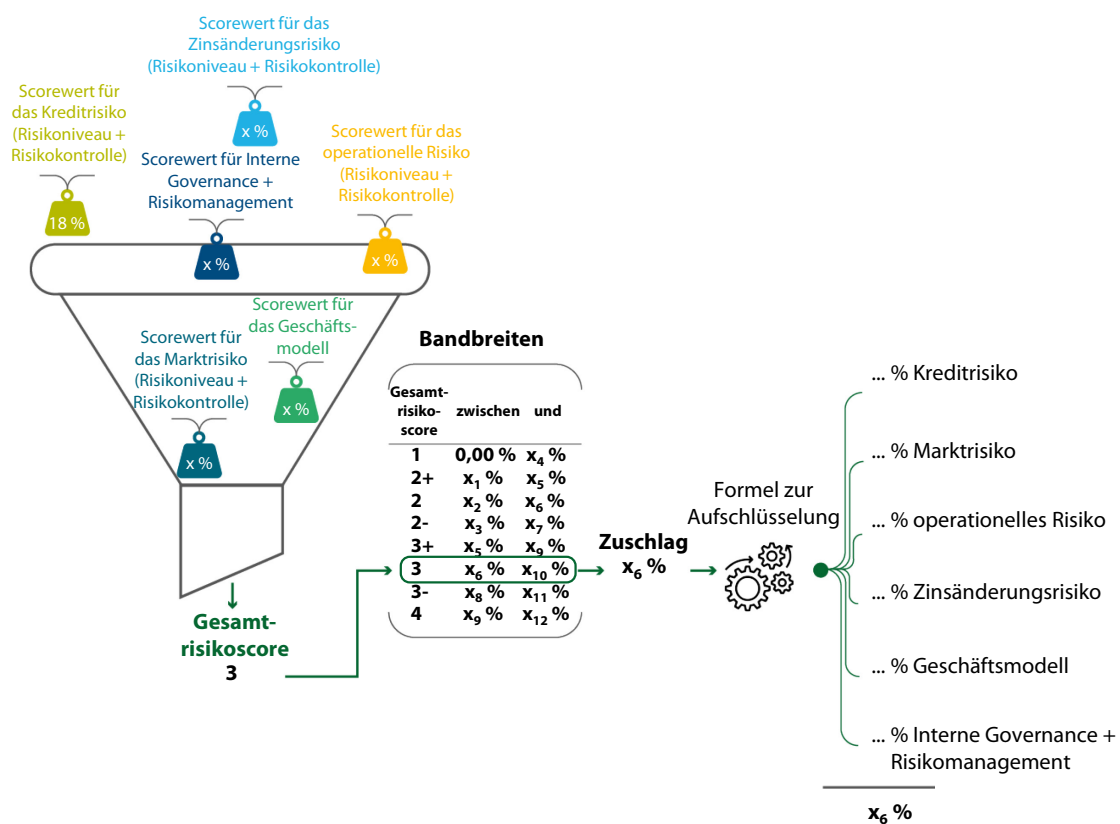 Scorewert für das
Zinsänderungsrisiko
(Risikoniveau + Risikokontrolle)
x %
Scorewert für
das Kreditrisiko
(Risikoniveau +
Risikokontrolle)
18 %
Scorewert für Interne
Governance +
Risikomanagement
x %
Scorewert für das
operationelle Risiko
(Risikoniveau +
Risikokontrolle)
x %
Scorewert für
das Geschäfts-
modell
x %
Scorewert für
das Marktrisiko
(Risikoniveau +
Risikokontrolle)
x %
Gesamt-
risikoscore
3
Bandbreiten
Gesamt-
risiko-
score
zwischen und
1 0,00 % x₄ %
2+ x₁ % x₅ %
2 x₂ % x₆ %
2- x₃ % x₇ %
3+ x₅ % x₉ %
3 x₆ % x₁₀ %
3- x₈ % x₁₁ %
4 x₉ % x₁₂ %
Zuschlag
x₆ %
Formel zur
Aufschlüsselung
... % Kreditrisiko
... % Marktrisiko
... % operationelles Risiko
... % Zinsänderungsrisiko
... % Geschäftsmodell
... % Interne Governance +
Risikomanagement
x₆ %